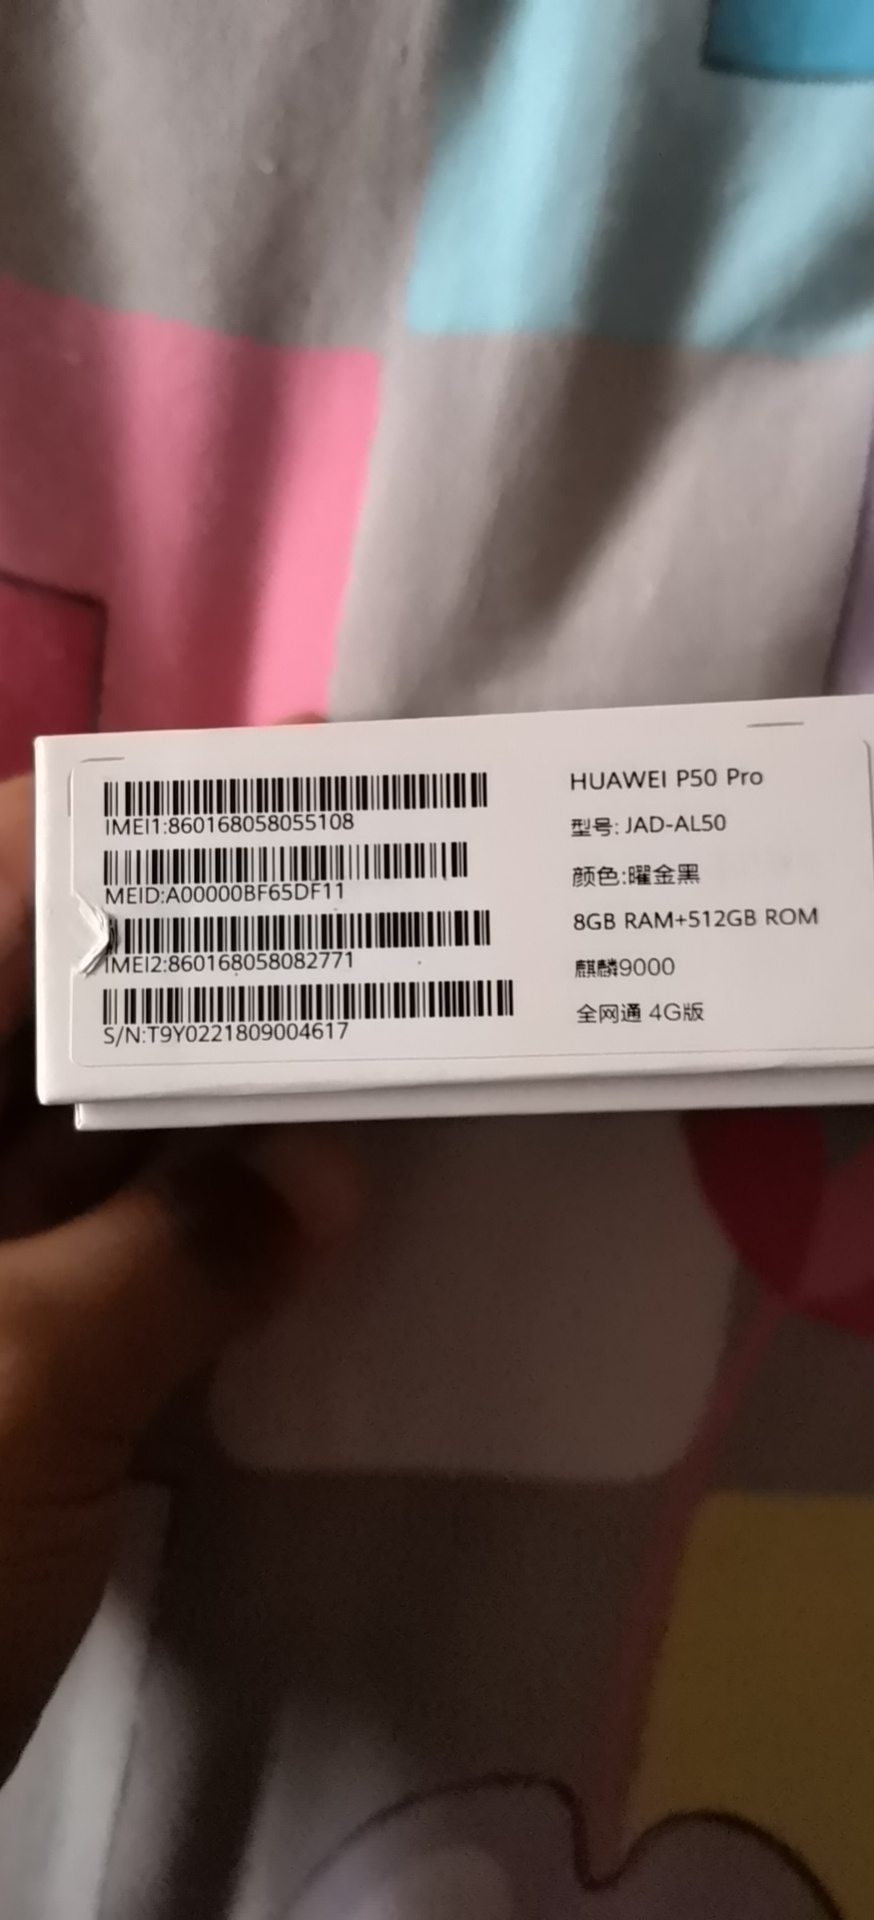 IMEI1:860168058055108
MEID:A00000BF65DF11
IMEI2:860168058082771
S/N:T9Y0221809004617
HUAWEI P50 Pro
型号: JAD-AL50
颜色:曜金黑
8GB RAM+512GB ROM
麒麟9000
全网通 4G版